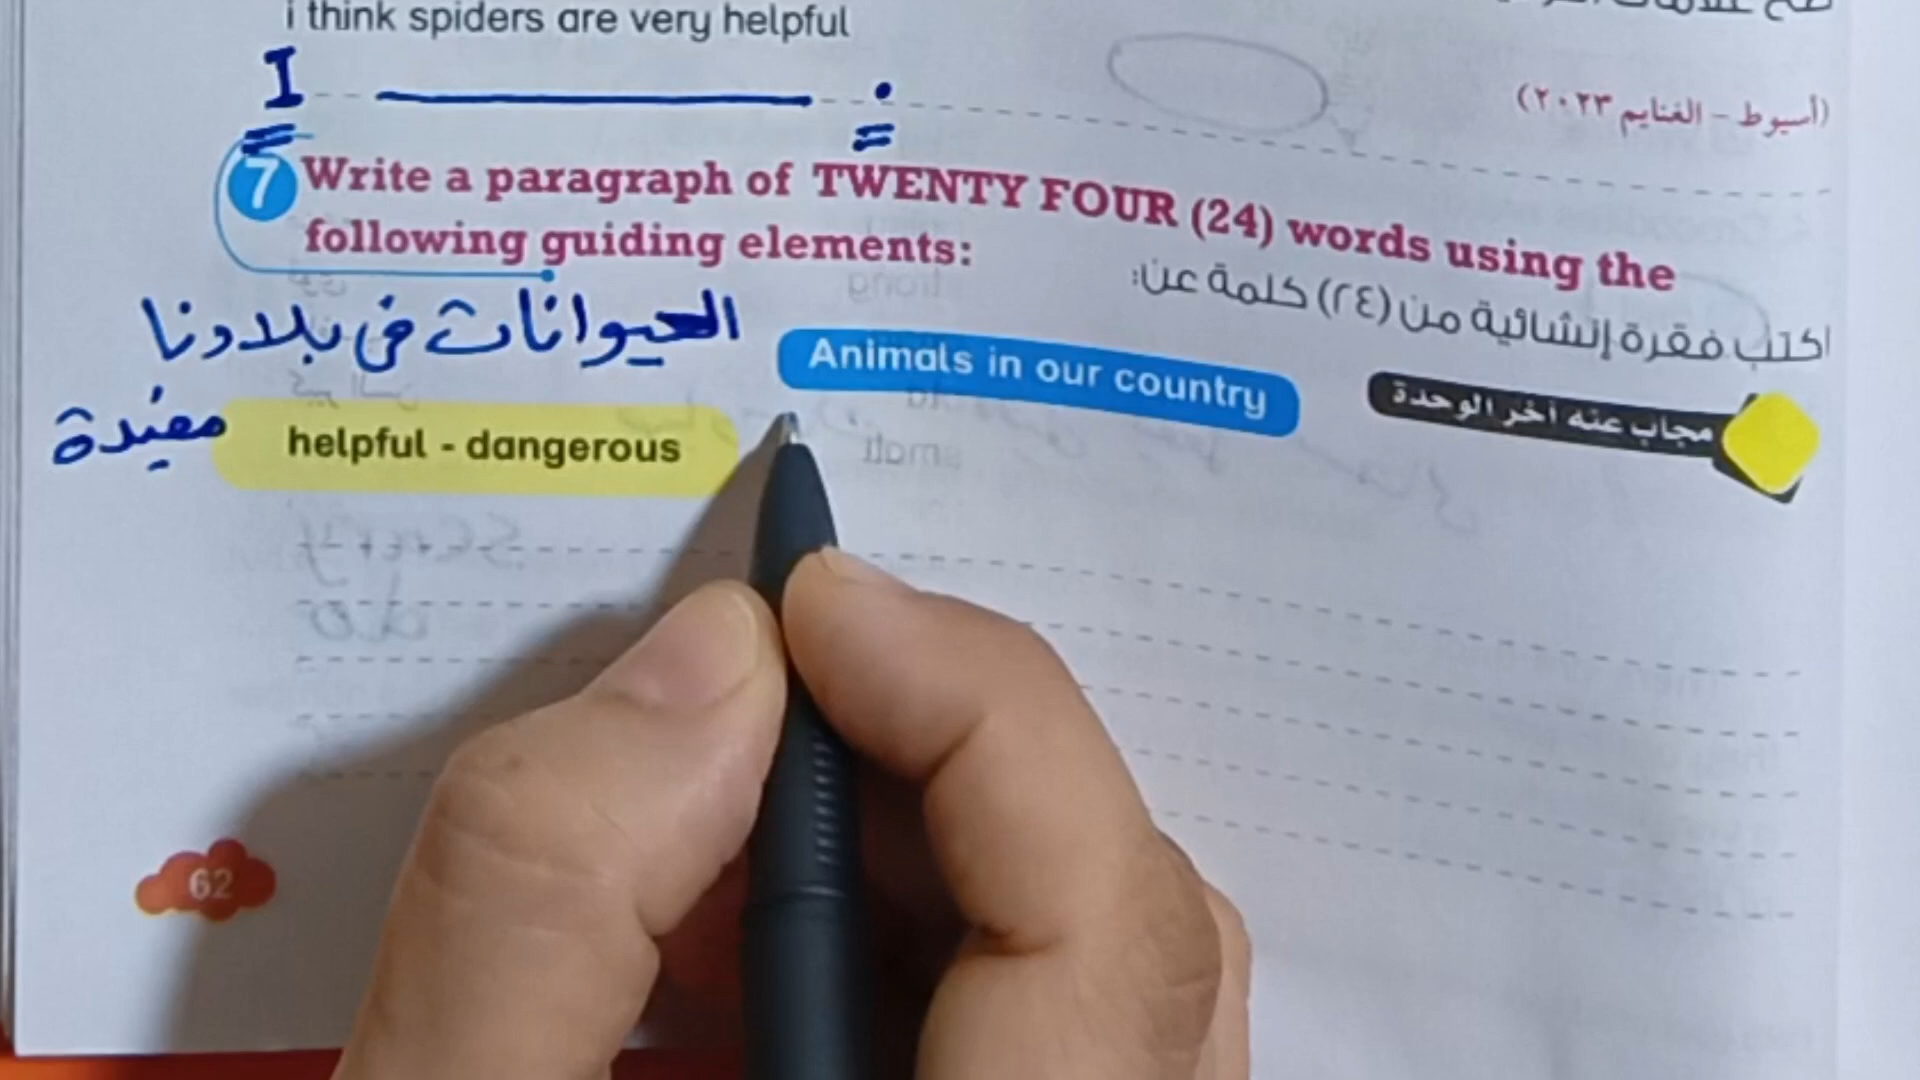 i think spiders are very helpful
I .
(أسيوط - الغنايم ٢٠٢٣)
7 Write a paragraph of TWENTY FOUR (24) words using the
following guiding elements:
اكتب فقرة إنشائية من (٢٤) كلمة عن:
الحيوانات فى بلادنا
Animals in our country
مجاب عنه آخر الوحدة
مفيدة
helpful - dangerous
62